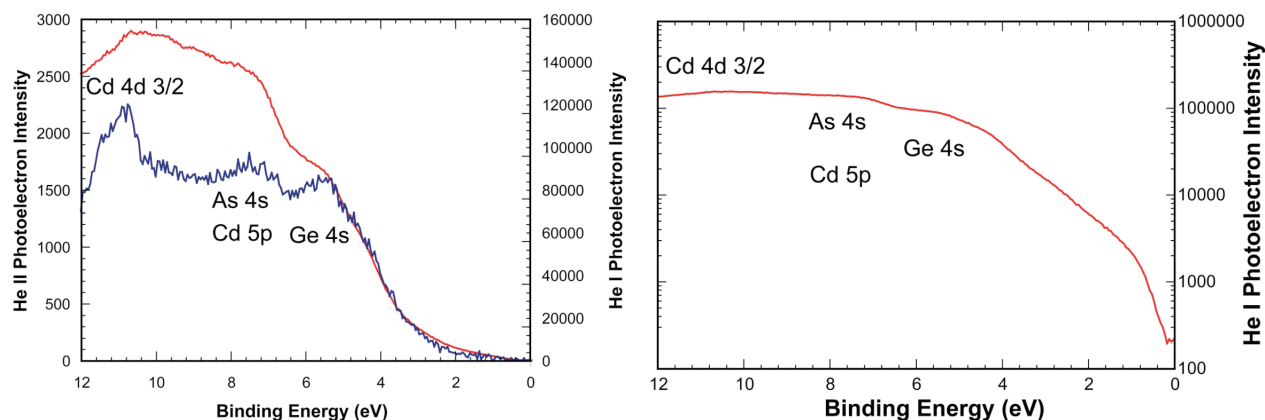 3000
2500
2000
1500
1000
500
0
He II Photoelectron Intensity
Cd 4d 3/2
As 4s
Cd 5p
Ge 4s
160000
140000
120000
100000
80000
60000
40000
20000
0
12
10
8
6
4
2
0
Binding Energy (eV)
He I Photoelectron Intensity
Cd 4d 3/2
As 4s
Ge 4s
Cd 5p
1000000
100000
10000
1000
100
He I Photoelectron Intensity
12
10
8
6
4
2
0
Binding Energy (eV)